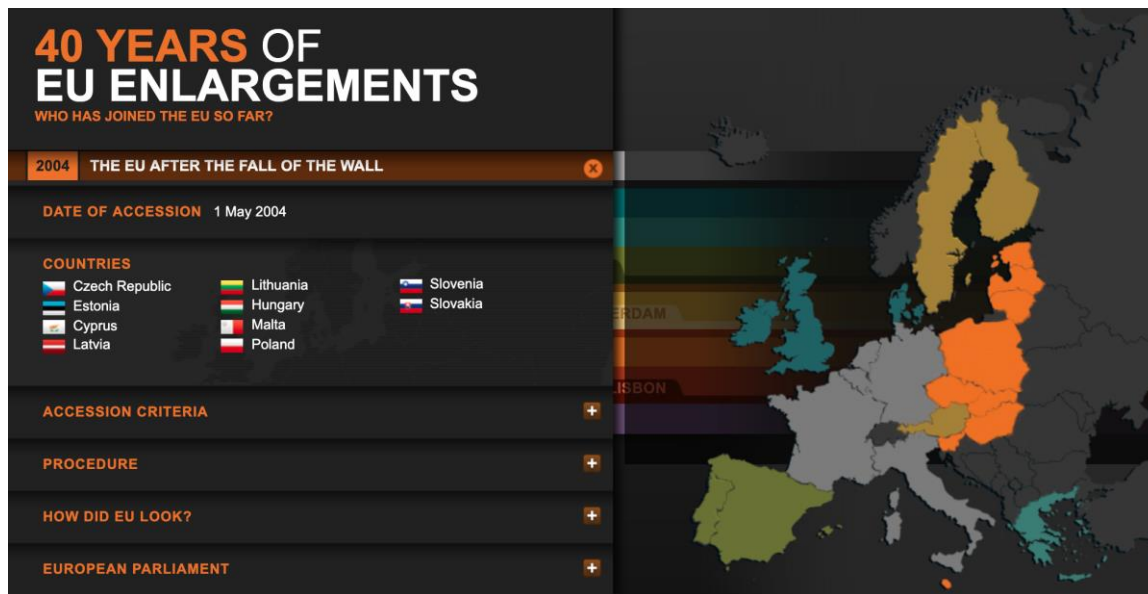 40 YEARS OF
EU ENLARGEMENTS
WHO HAS JOINED THE EU SO FAR?
2004 THE EU AFTER THE FALL OF THE WALL
DATE OF ACCESSION 1 May 2004
COUNTRIES
Czech Republic
Estonia
Cyprus
Latvia
Lithuania
Hungary
Malta
Poland
Slovenia
Slovakia
ACCESSION CRITERIA
PROCEDURE
HOW DID EU LOOK?
EUROPEAN PARLIAMENT
ERDAM
LISBON